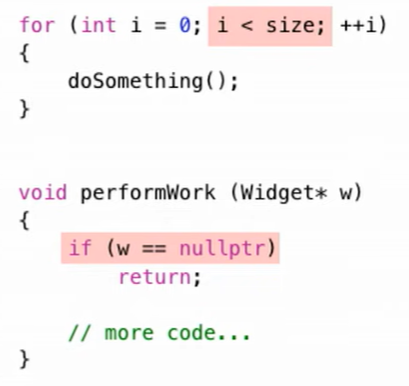 for (int i = 0; i < size; ++i)
{
    doSomething();
}
void performWork (Widget* w)
{
    if (w == nullptr)
        return;
    // more code...
}